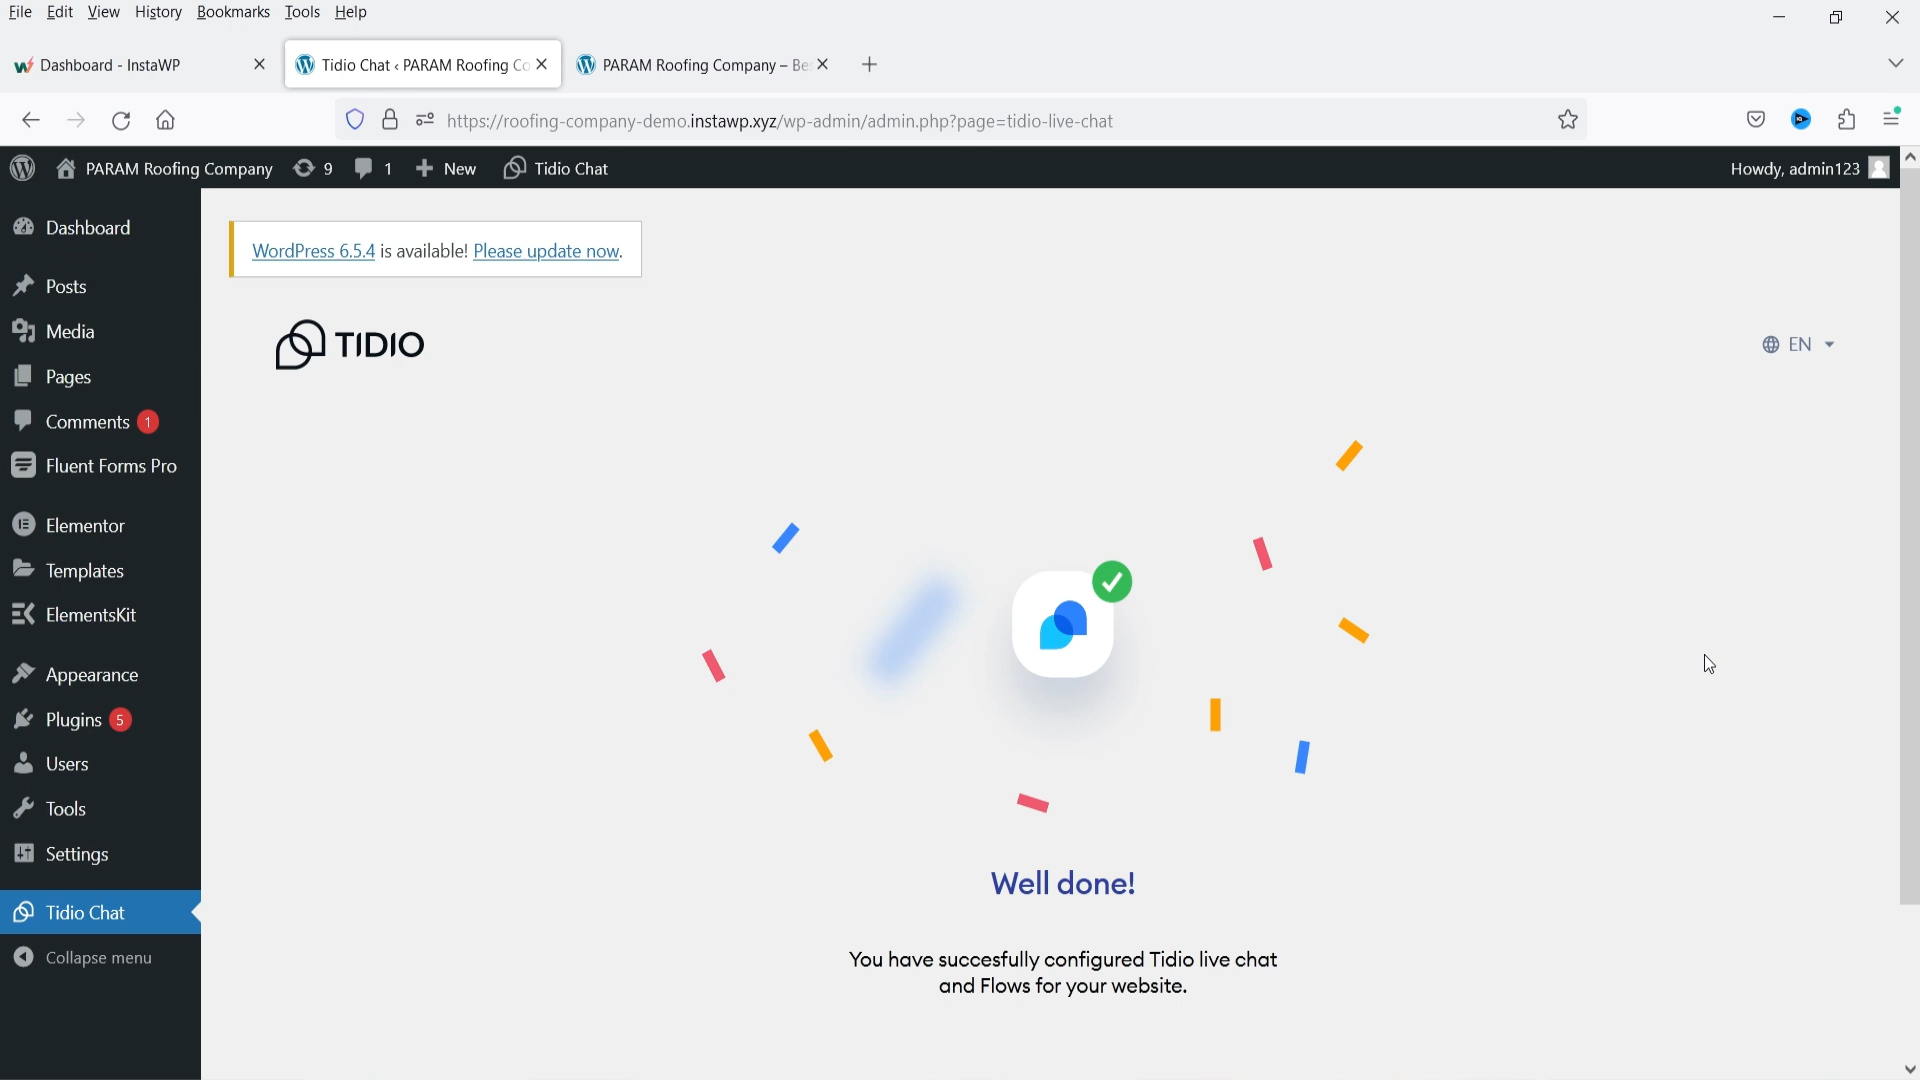 File Edit View History Bookmarks Tools Help
Dashboard - InstaWP
Tidio Chat ‹ PARAM Roofing Co
PARAM Roofing Company – Bes
https://roofing-company-demo.instawp.xyz/wp-admin/admin.php?page=tidio-live-chat
PARAM Roofing Company 9 1 New Tidio Chat Howdy, admin123
Dashboard
WordPress 6.5.4 is available! Please update now.
Posts
Media
Pages
Comments 1
Fluent Forms Pro
Elementor
Templates
ElementsKit
Appearance
Plugins 5
Users
Tools
Settings
Tidio Chat
Collapse menu
TIDIO
EN
Well done!
You have succesfully configured Tidio live chat
and Flows for your website.